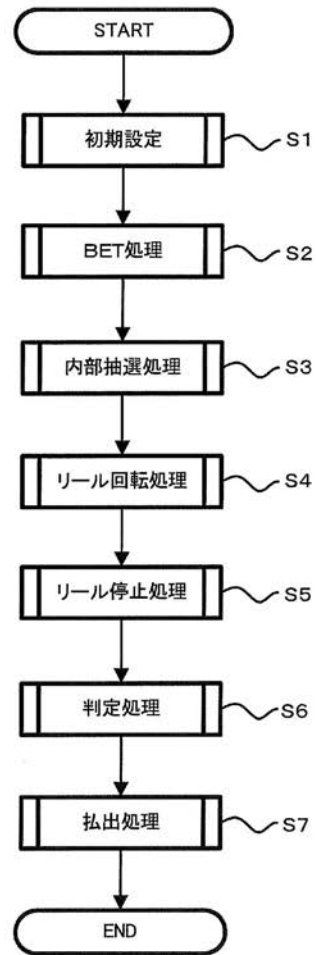 START
初期設定 S1
BET処理 S2
内部抽選処理 S3
リール回転処理 S4
リール停止処理 S5
判定処理 S6
払出処理 S7
END